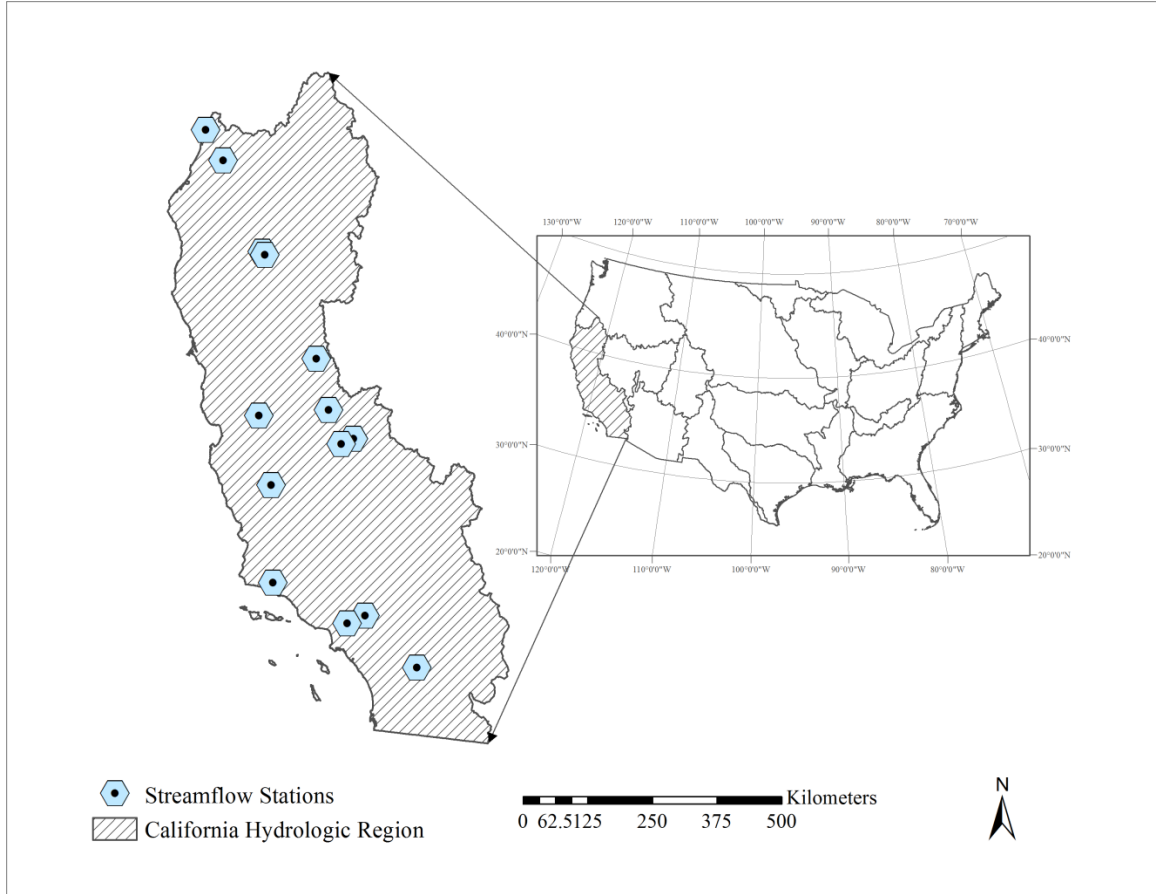 130°0'0"W 120°0'0"W 110°0'0"W 100°0'0"W 90°0'0"W 80°0'0"W 70°0'0"W
40°0'0"N 40°0'0"N
30°0'0"N 30°0'0"N
20°0'0"N 20°0'0"N
120°0'0"W 110°0'0"W 100°0'0"W 90°0'0"W 80°0'0"W
Streamflow Stations
California Hydrologic Region
Kilometers
0 62.5125 250 375 500
N